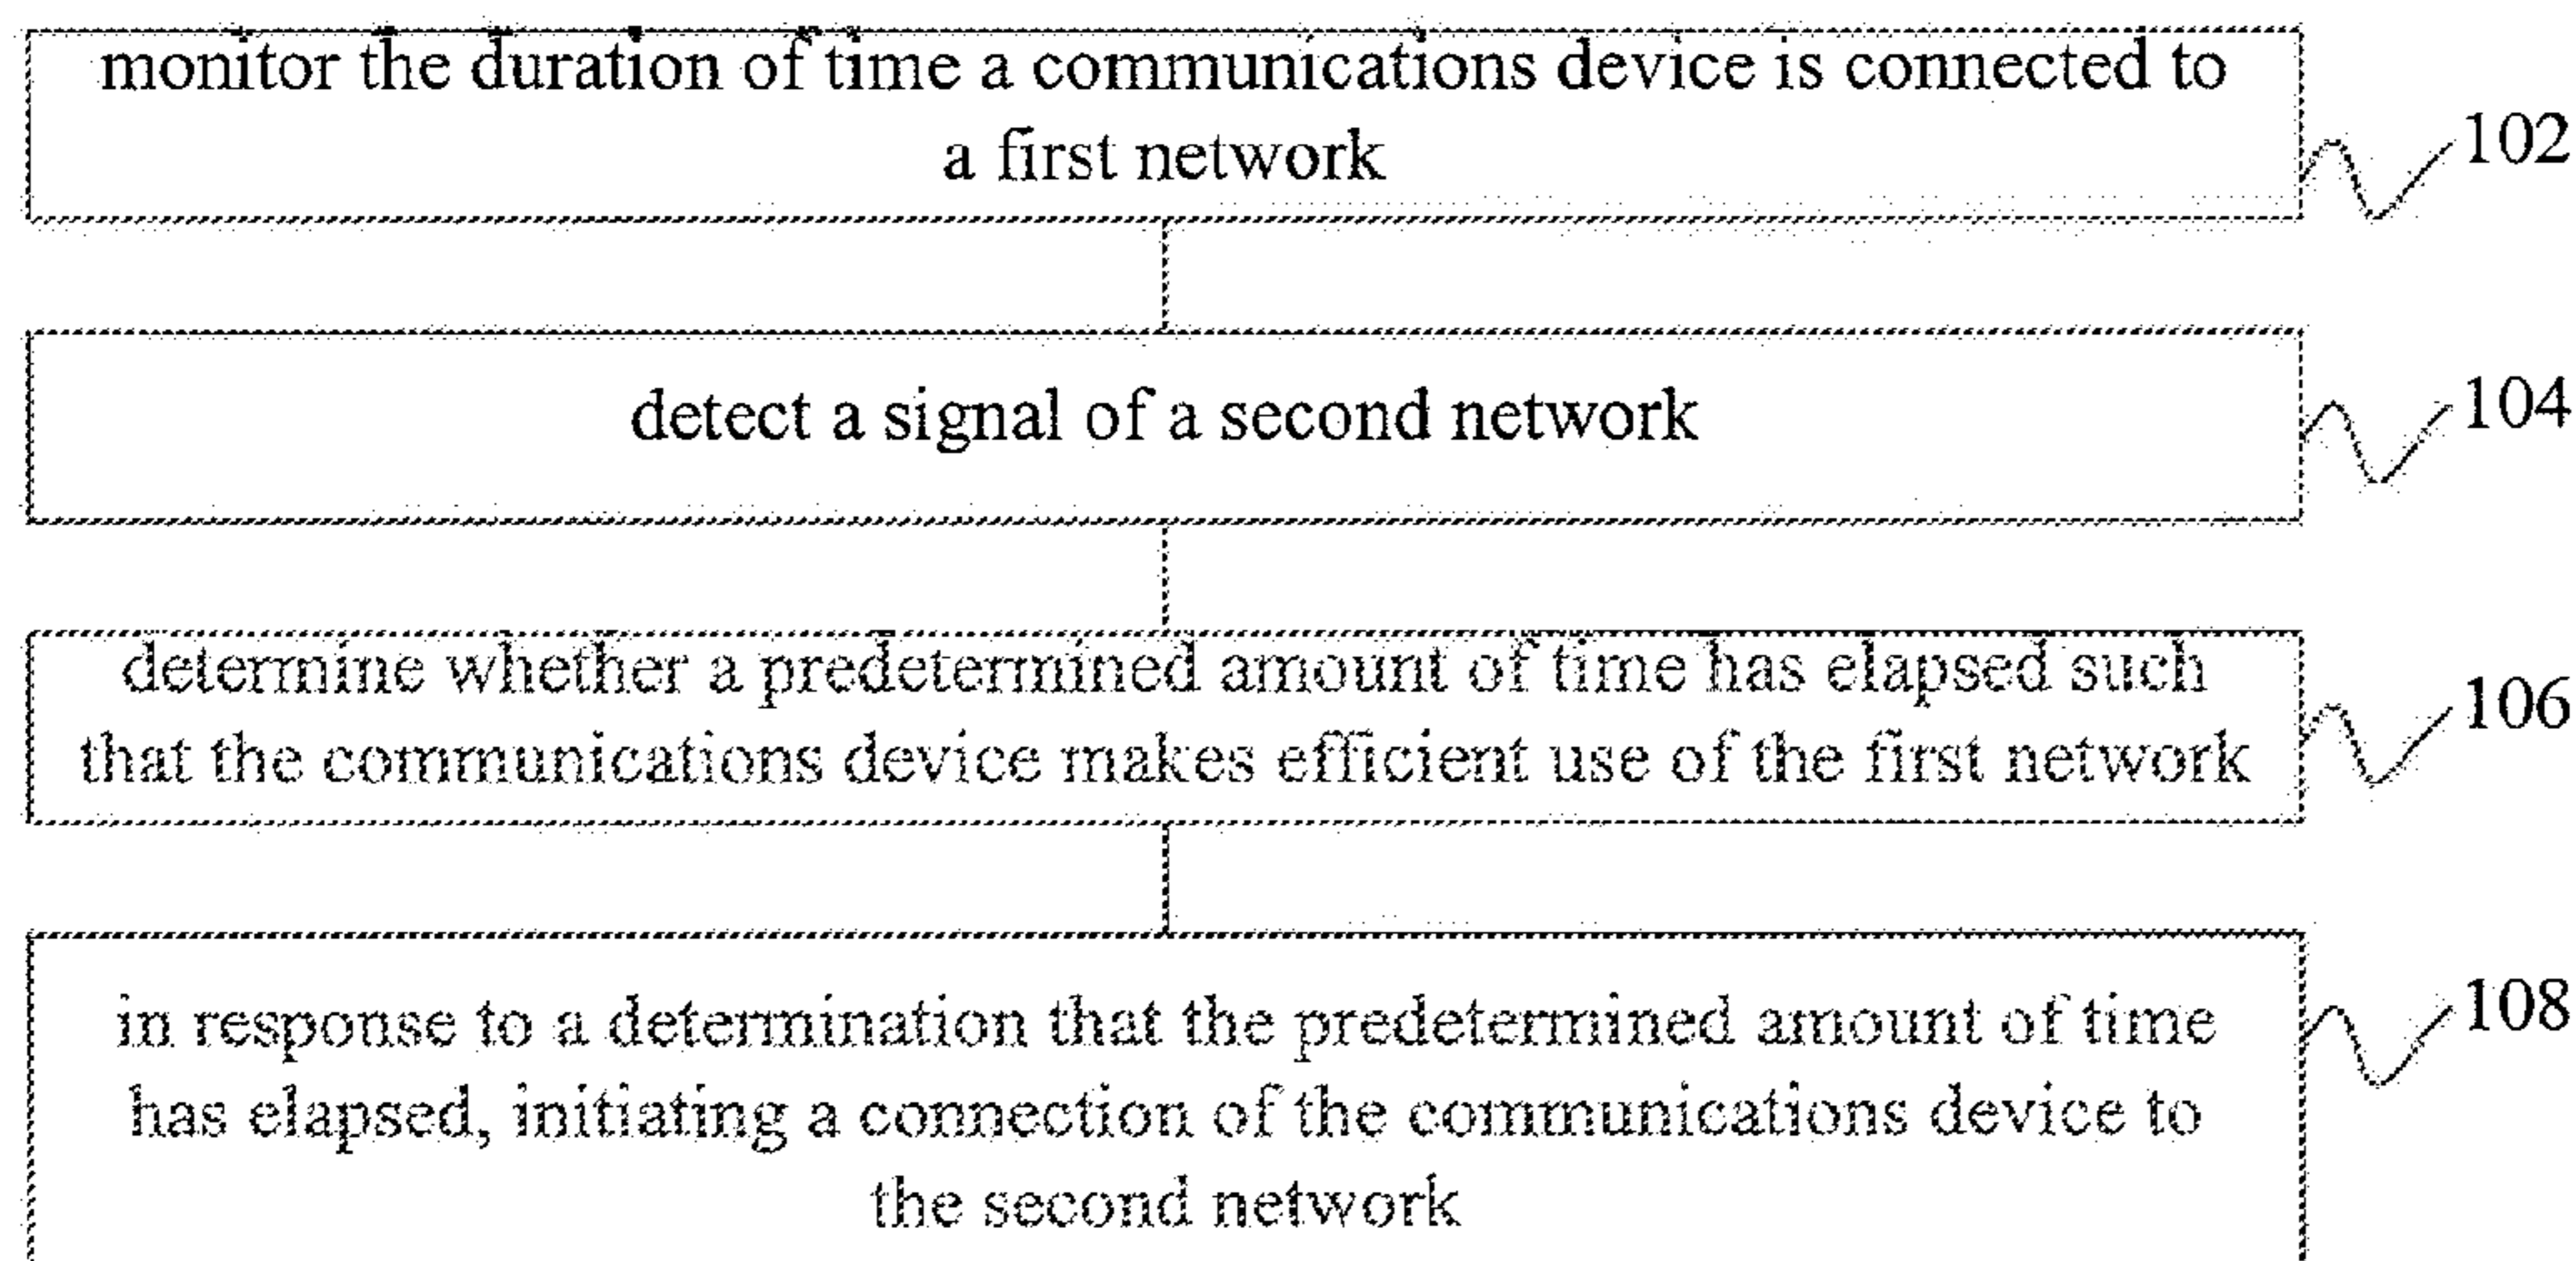 monitor the duration of time a communications device is connected to
a first network
102
detect a signal of a second network
104
determine whether a predetermined amount of time has elapsed such
that the communications device makes efficient use of the first network
106
in response to a determination that the predetermined amount of time
has elapsed, initiating a connection of the communications device to
the second network
108